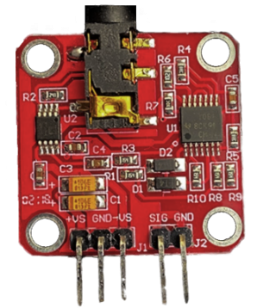 R4
R6
C5
R2
U2
R7
U1
C2
C4
R3
D2
R5
C3
R1
D1
+
+
C1
R10 R8 R9
+VS GND -VS
J1
SIG GND
J2